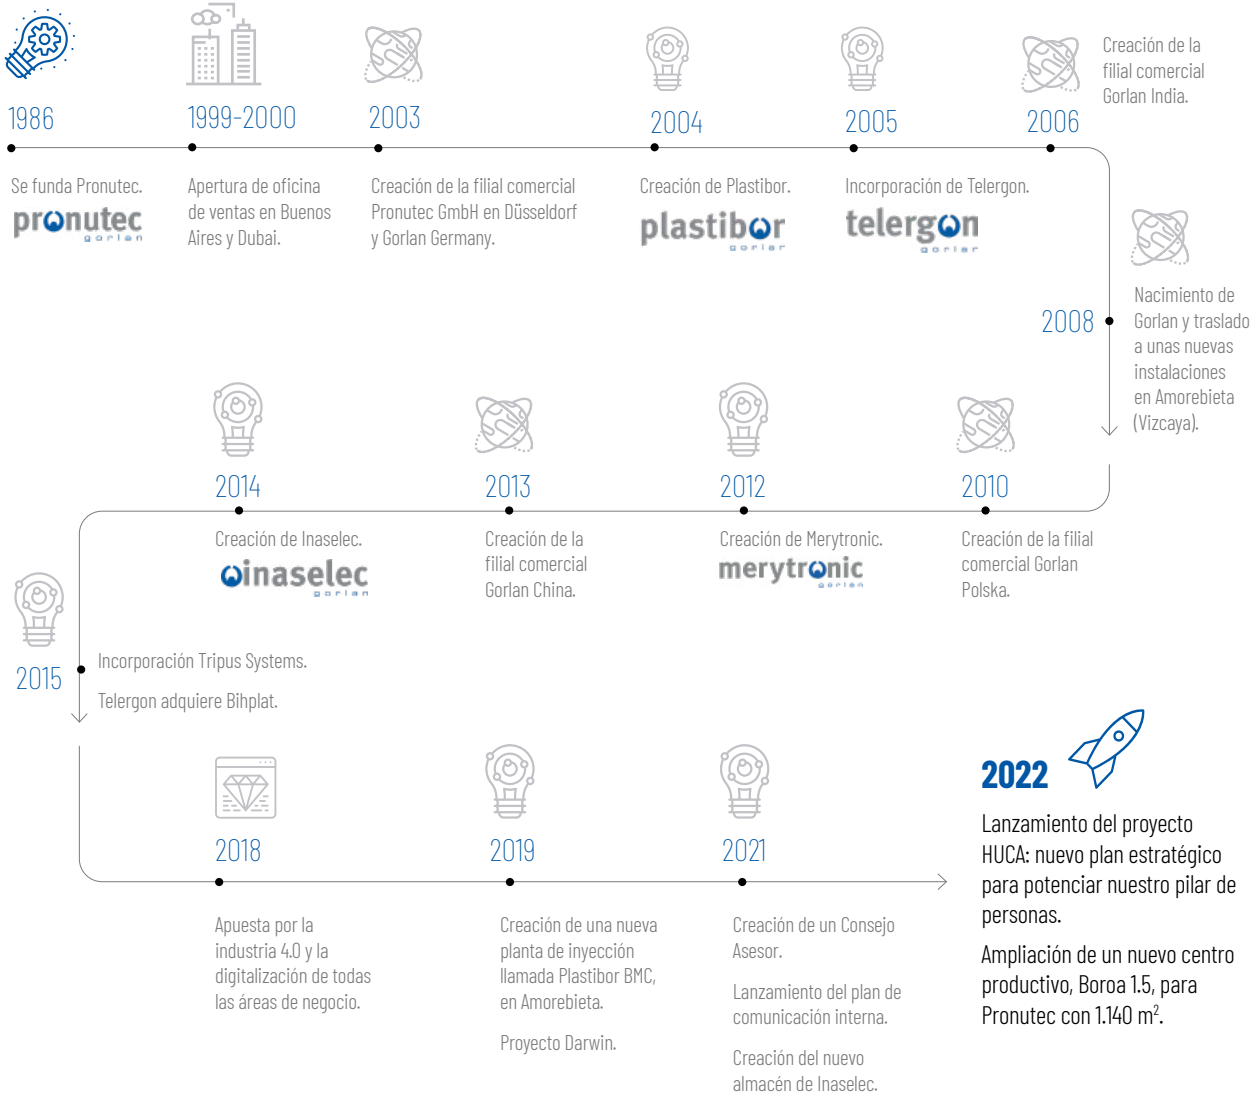 1986
Se funda Pronutec.
pronutec
gorlan
1999-2000
Apertura de oficina
de ventas en Buenos
Aires y Dubai.
2003
Creación de la filial comercial
Pronutec GmbH en Düsseldorf
y Gorlan Germany.
2004
Creación de Plastibor.
plastibor
gorlan
2005
Incorporación de Telergon.
telergon
gorlan
2006
Creación de la
filial comercial
Gorlan India.
2008
Nacimiento de
Gorlan y traslado
a unas nuevas
instalaciones
en Amorebieta
(Vizcaya).
2010
Creación de la filial
comercial Gorlan
Polska.
2012
Creación de Merytronic.
merytronic
gorlan
2013
Creación de la
filial comercial
Gorlan China.
2014
Creación de Inaselec.
inaselec
gorlan
2015
Incorporación Tripus Systems.
Telergon adquiere Bihplat.
2018
Apuesta por la
industria 4.0 y la
digitalización de todas
las áreas de negocio.
2019
Creación de una nueva
planta de inyección
llamada Plastibor BMC,
en Amorebieta.
Proyecto Darwin.
2021
Creación de un Consejo
Asesor.
Lanzamiento del plan de
comunicación interna.
Creación del nuevo
almacén de Inaselec.
2022
Lanzamiento del proyecto
HUCA: nuevo plan estratégico
para potenciar nuestro pilar de
personas.
Ampliación de un nuevo centro
productivo, Boroa 1.5, para
Pronutec con 1.140 m².